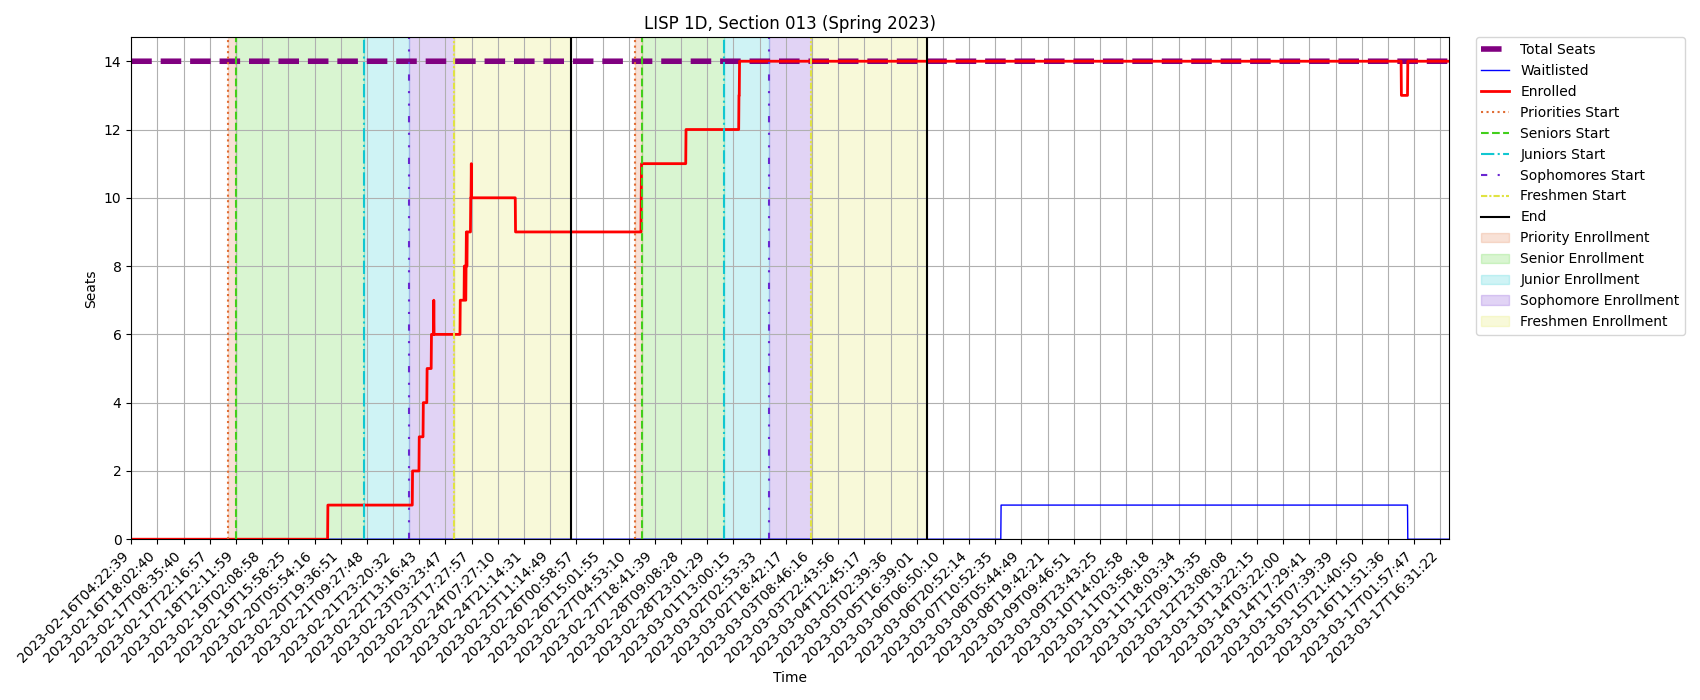 LISP 1D, Section 013 (Spring 2023)
Total Seats
Waitlisted
Enrolled
Priorities Start
Seniors Start
Juniors Start
Sophomores Start
Freshmen Start
End
Priority Enrollment
Senior Enrollment
Junior Enrollment
Sophomore Enrollment
Freshmen Enrollment
Seats
14
12
10
8
6
4
2
0
2023-02-16T04:22:39
2023-02-16T18:02:40
2023-02-17T08:35:40
2023-02-17T22:16:57
2023-02-18T12:11:59
2023-02-19T02:08:58
2023-02-19T15:58:25
2023-02-20T05:54:16
2023-02-20T19:36:51
2023-02-21T09:27:48
2023-02-21T23:20:32
2023-02-22T13:16:43
2023-02-23T03:23:47
2023-02-23T17:27:57
2023-02-24T07:27:10
2023-02-24T21:14:31
2023-02-25T11:14:49
2023-02-26T00:58:57
2023-02-26T15:01:55
2023-02-27T04:53:10
2023-02-27T18:41:39
2023-02-28T09:08:28
2023-02-28T23:01:29
2023-03-01T13:00:15
2023-03-02T02:53:33
2023-03-02T18:42:17
2023-03-03T08:46:16
2023-03-03T22:43:56
2023-03-04T12:45:17
2023-03-05T02:39:36
2023-03-05T16:39:01
2023-03-06T06:50:10
2023-03-06T20:52:14
2023-03-07T10:52:35
2023-03-08T05:44:49
2023-03-08T19:42:21
2023-03-09T09:46:51
2023-03-09T23:43:25
2023-03-10T14:02:58
2023-03-11T03:58:18
2023-03-11T18:03:34
2023-03-12T09:13:35
2023-03-12T23:08:08
2023-03-13T13:22:15
2023-03-14T03:22:00
2023-03-14T17:29:41
2023-03-15T07:39:39
2023-03-15T21:40:50
2023-03-16T11:51:36
2023-03-17T01:57:47
2023-03-17T16:31:22
Time